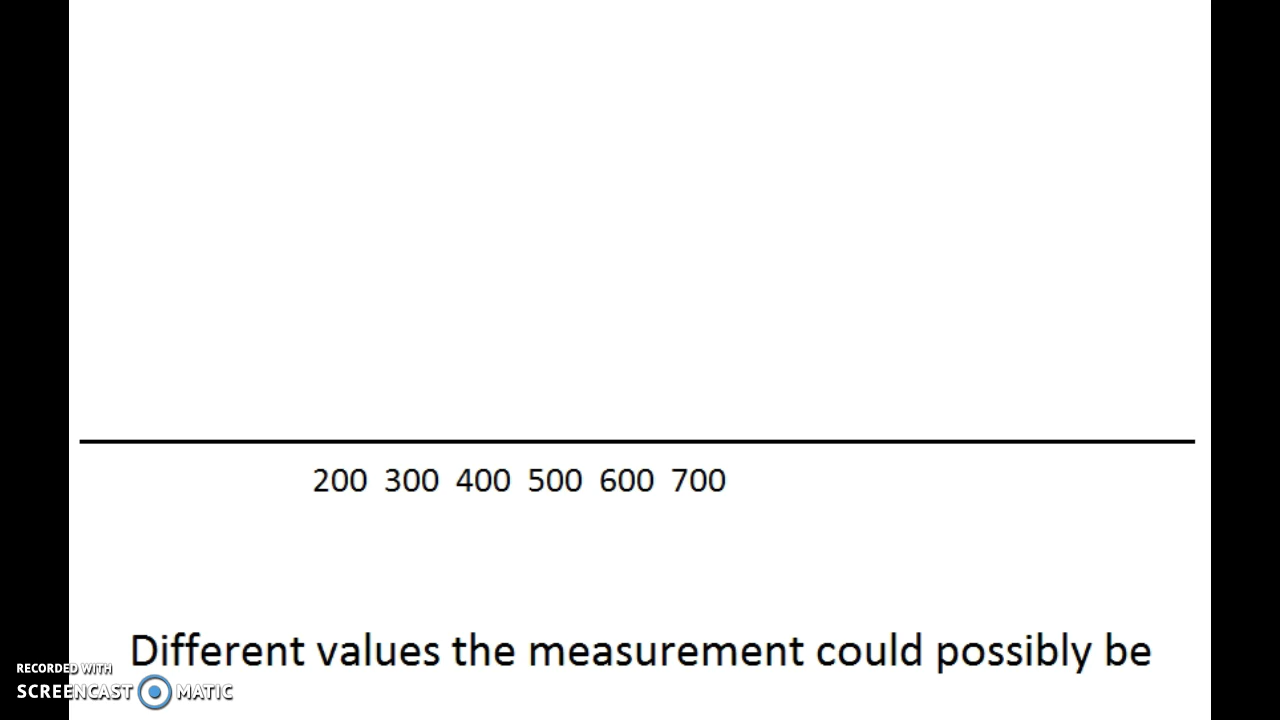 200 300 400 500 600 700
Different values the measurement could possibly be
RECORDED WITH
SCREENCAST MATIC